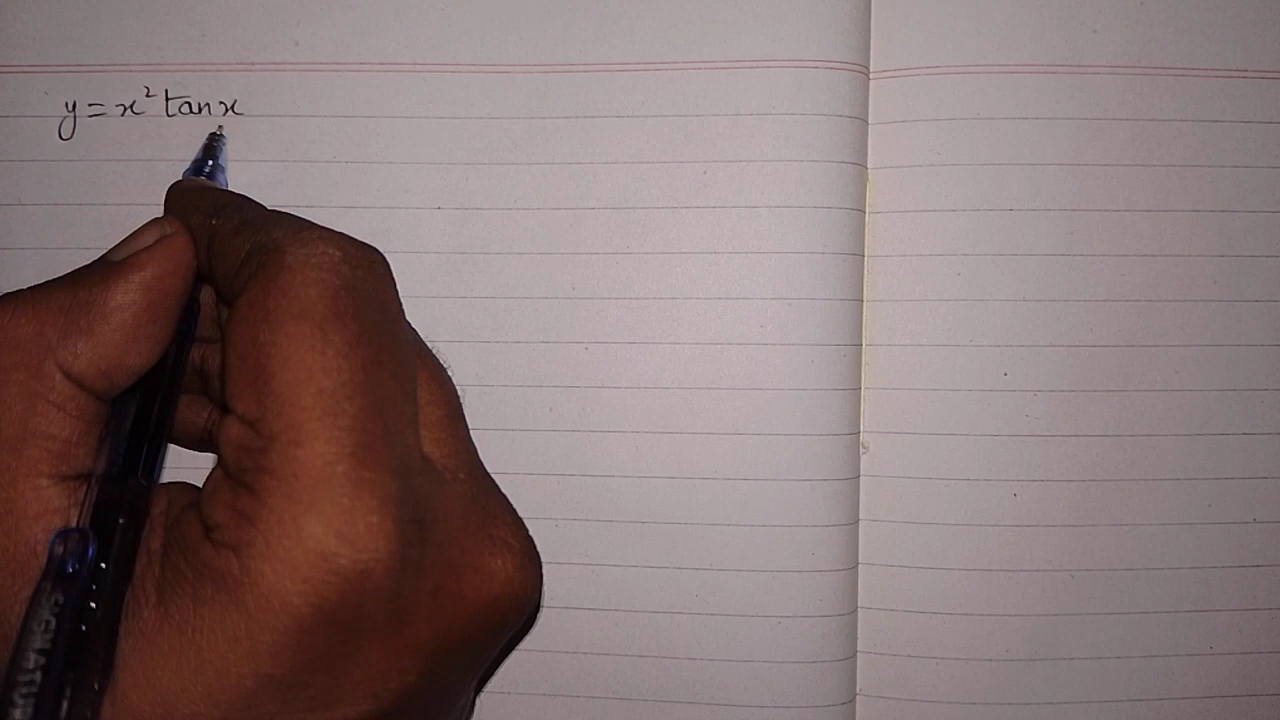 y = x² tan x